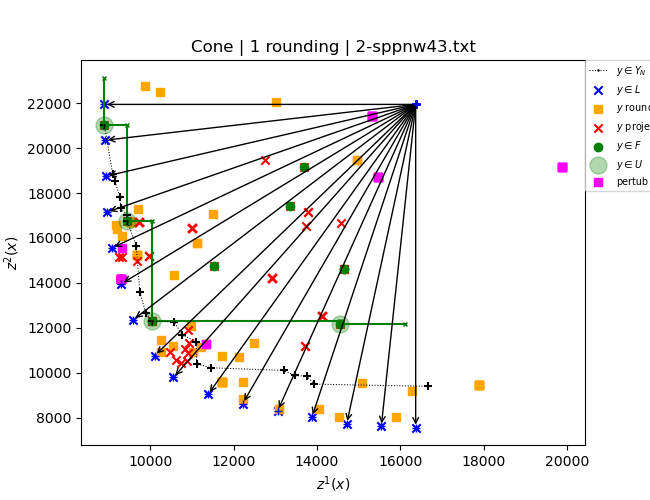 Cone | 1 rounding | 2-sppnw43.txt
z²(x)
22000
20000
18000
16000
14000
12000
10000
8000
10000 12000 14000 16000 18000 20000
z¹(x)
y ∈ Y_N
y ∈ L
y roun
y proje
y ∈ F
y ∈ U
pertub